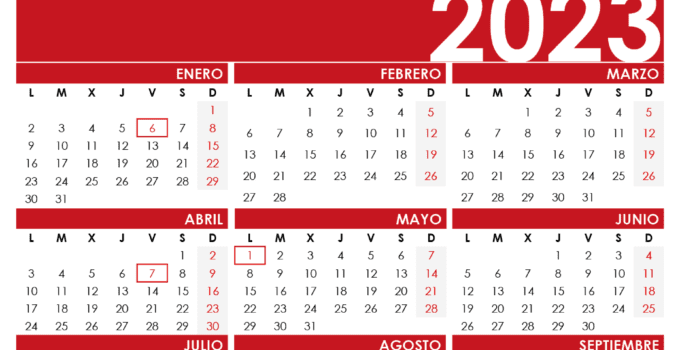 2023
ENERO
L M X J V S D
1
2 3 4 5 6 7 8
9 10 11 12 13 14 15
16 17 18 19 20 21 22
23 24 25 26 27 28 29
30 31
FEBRERO
L M X J V S D
1 2 3 4 5
6 7 8 9 10 11 12
13 14 15 16 17 18 19
20 21 22 23 24 25 26
27 28
MARZO
L M X J V S D
1 2 3 4 5
6 7 8 9 10 11 12
13 14 15 16 17 18 19
20 21 22 23 24 25 26
27 28 29 30 31
ABRIL
L M X J V S D
1 2
3 4 5 6 7 8 9
10 11 12 13 14 15 16
17 18 19 20 21 22 23
24 25 26 27 28 29 30
MAYO
L M X J V S D
1 2 3 4 5 6 7
8 9 10 11 12 13 14
15 16 17 18 19 20 21
22 23 24 25 26 27 28
29 30 31
JUNIO
L M X J V S D
1 2 3 4
5 6 7 8 9 10 11
12 13 14 15 16 17 18
19 20 21 22 23 24 25
26 27 28 29 30
JULIO
AGOSTO
SEPTIEMBRE